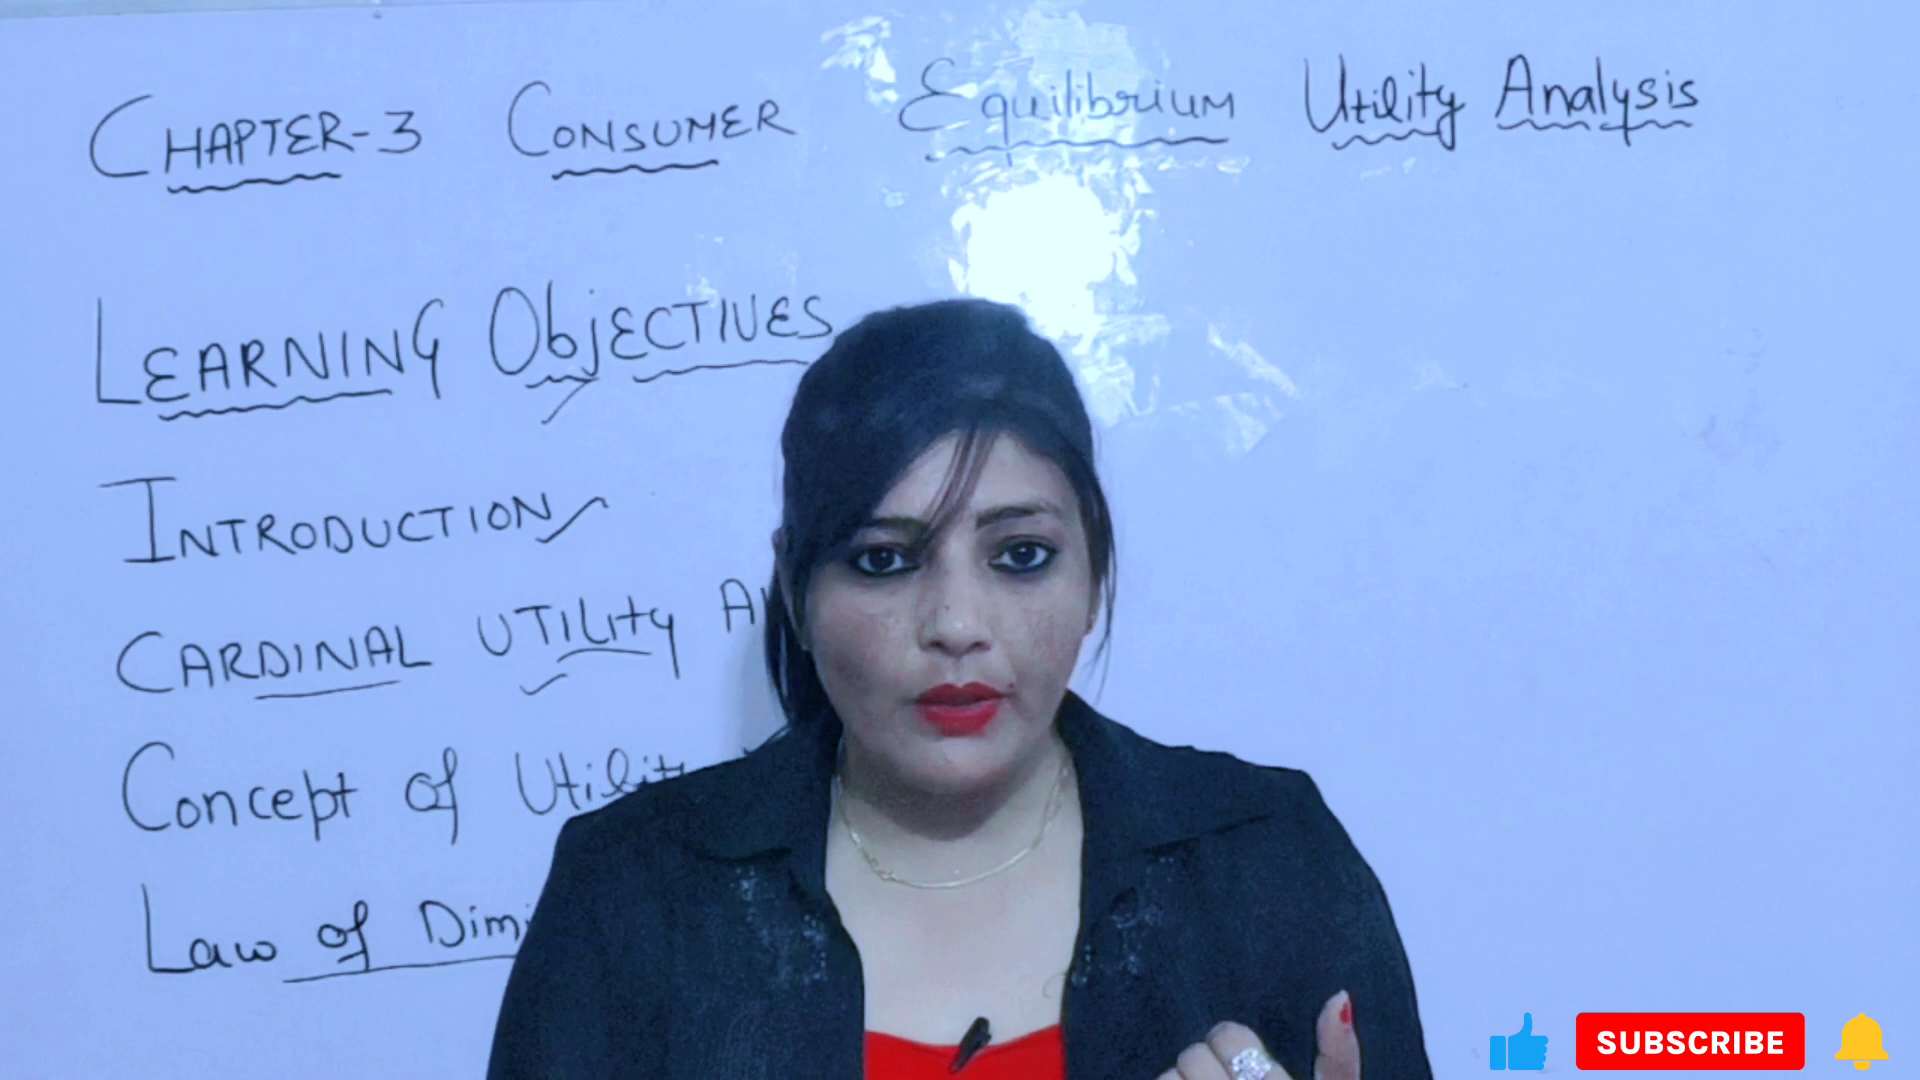 CHAPTER-3 CONSUMER Equilibrium Utility Analysis
LEARNING ObjECTIVES
INTRODUCTION
CARDINAL UTILity
Concept of
Law of
SUBSCRIBE